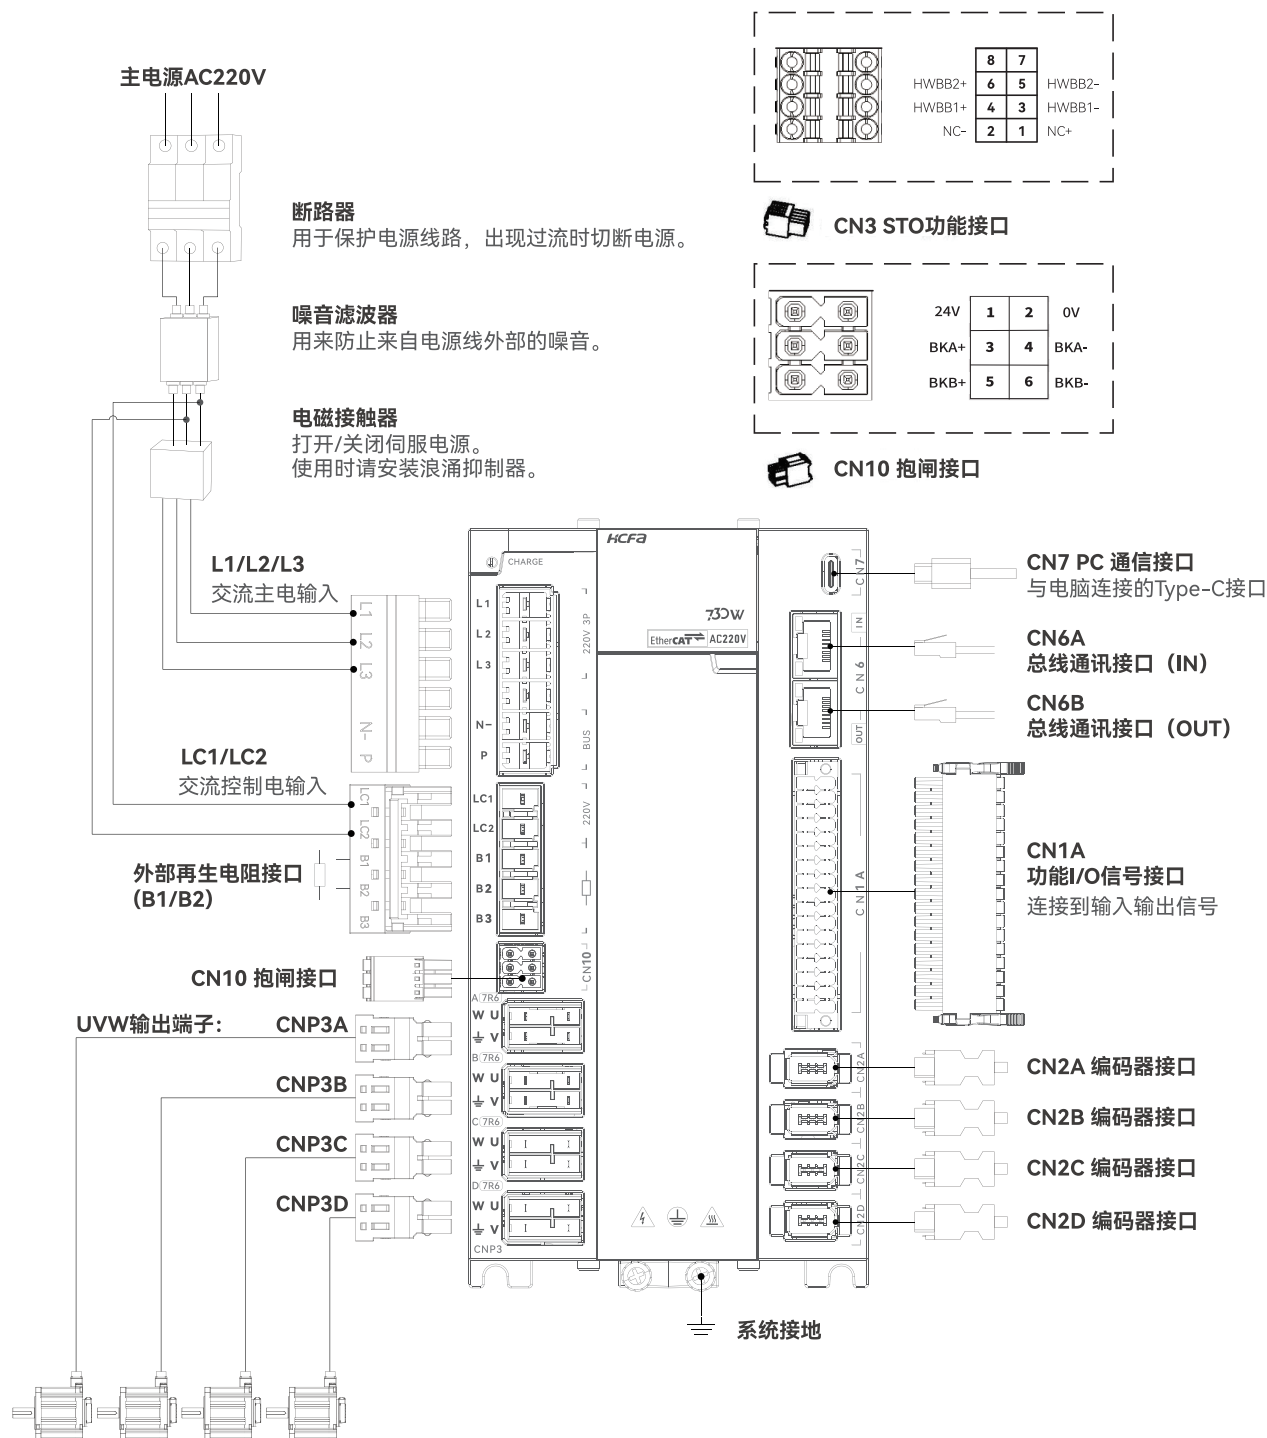 主电源AC220V
断路器
用于保护电源线路，出现过流时切断电源。
噪音滤波器
用来防止来自电源线外部的噪音。
电磁接触器
打开/关闭伺服电源。
使用时请安装浪涌抑制器。
8 7
HWBB2+ 6 5 HWBB2-
HWBB1+ 4 3 HWBB1-
NC- 2 1 NC+
CN3 STO功能接口
24V 1 2 0V
BKA+ 3 4 BKA-
BKB+ 5 6 BKB-
CN10 抱闸接口
L1/L2/L3
交流主电输入
L1
L2
L3
N-
P
LC1/LC2
交流控制电输入
LC1
LC2
B1
B2
B3
外部再生电阻接口
(B1/B2)
CN10 抱闸接口
UVW输出端子：
CNP3A
CNP3B
CNP3C
CNP3D
CHARGE
L1
L2
L3
220V 3P
N-
P
BUS
LC1
LC2
220V
B1
B2
B3
CN10
A 7R6
W U
V
B 7R6
W U
V
C 7R6
W U
V
D 7R6
W U
V
CNP3
HCFA
EtherCAT AC220V
CN7
IN
CN6
OUT
CN1A
CN2A
CN2B
CN2C
CN2D
CN7 PC 通信接口
与电脑连接的Type-C接口
CN6A
总线通讯接口（IN）
CN6B
总线通讯接口（OUT）
CN1A
功能I/O信号接口
连接到输入输出信号
CN2A 编码器接口
CN2B 编码器接口
CN2C 编码器接口
CN2D 编码器接口
系统接地